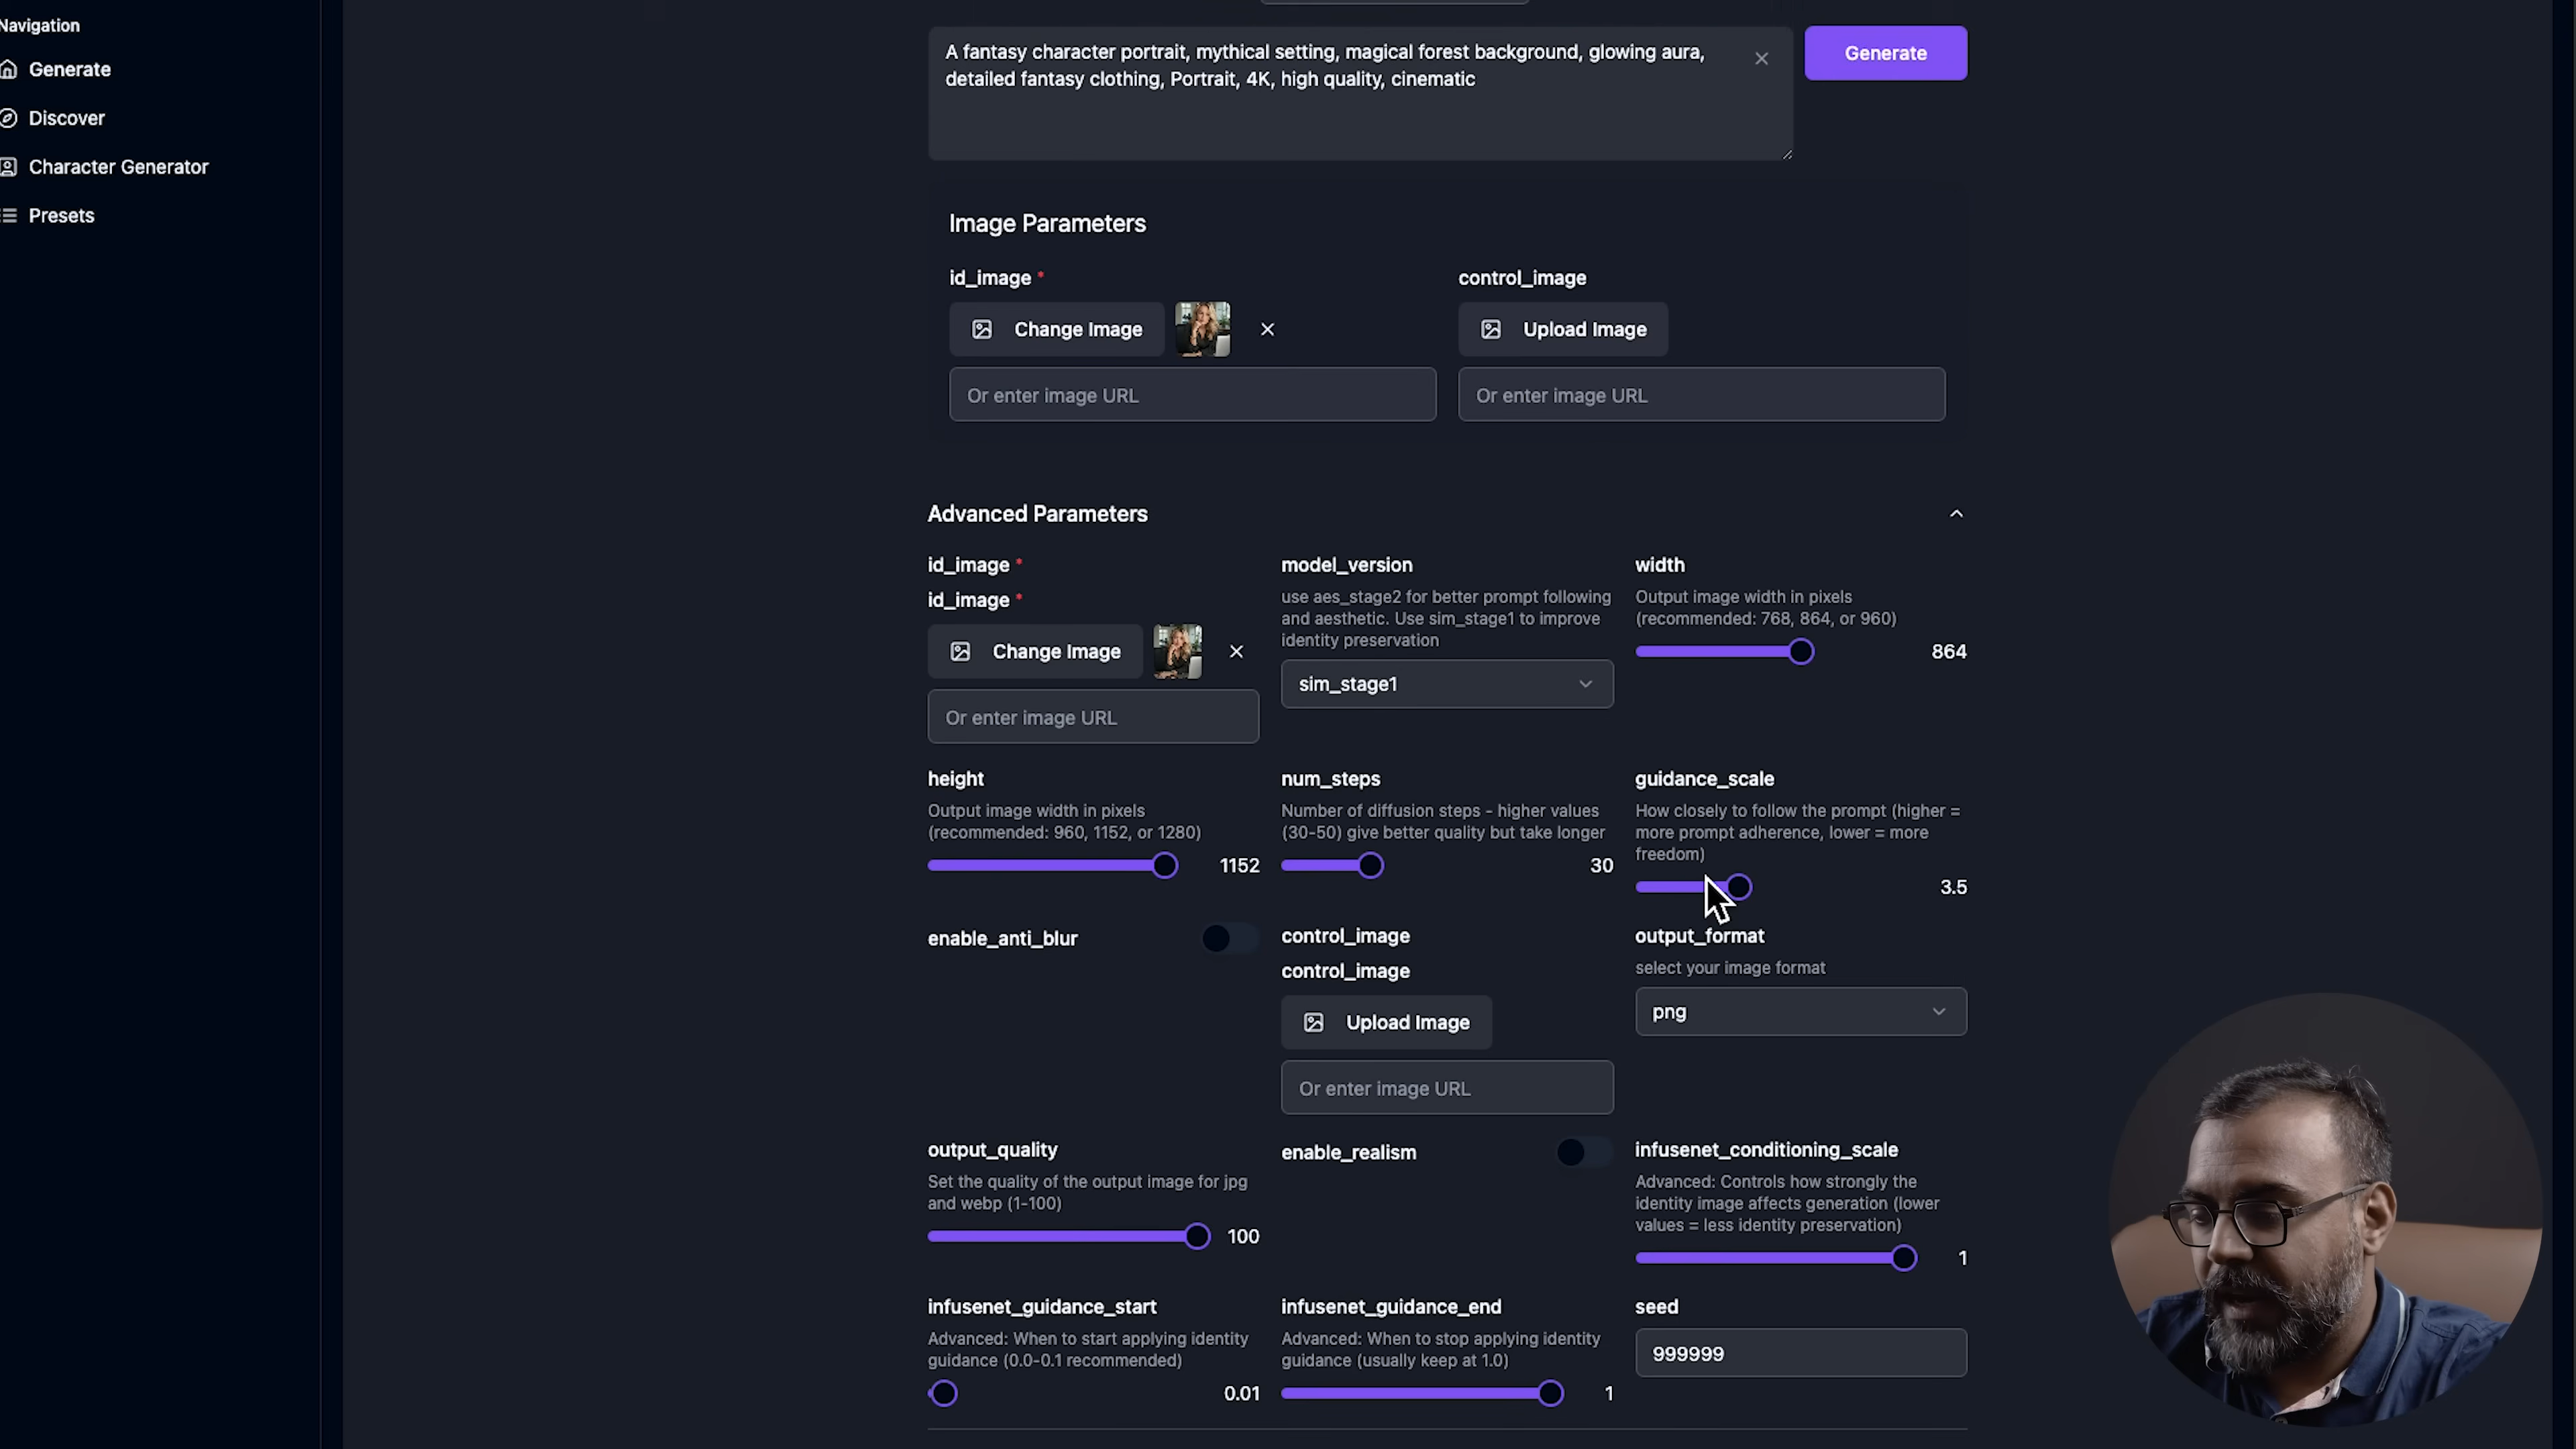 Navigation
Generate
Discover
Character Generator
Presets
A fantasy character portrait, mythical setting, magical forest background, glowing aura,
detailed fantasy clothing, Portrait, 4K, high quality, cinematic
Generate
Image Parameters
id_image *
Change Image
Or enter image URL
control_image
Upload Image
Or enter image URL
Advanced Parameters
id_image *
id_image *
Change Image
Or enter image URL
model_version
use aes_stage2 for better prompt following
and aesthetic. Use sim_stage1 to improve
identity preservation
sim_stage1
width
Output image width in pixels
(recommended: 768, 864, or 960)
864
height
Output image width in pixels
(recommended: 960, 1152, or 1280)
1152
num_steps
Number of diffusion steps - higher values
(30-50) give better quality but take longer
30
guidance_scale
How closely to follow the prompt (higher =
more prompt adherence, lower = more
freedom)
3.5
enable_anti_blur
control_image
control_image
Upload Image
Or enter image URL
output_format
select your image format
png
output_quality
Set the quality of the output image for jpg
and webp (1-100)
100
enable_realism
infusenet_conditioning_scale
Advanced: Controls how strongly the
identity image affects generation (lower
values = less identity preservation)
1
infusenet_guidance_start
Advanced: When to start applying identity
guidance (0.0-0.1 recommended)
0.01
infusenet_guidance_end
Advanced: When to stop applying identity
guidance (usually keep at 1.0)
1
seed
999999